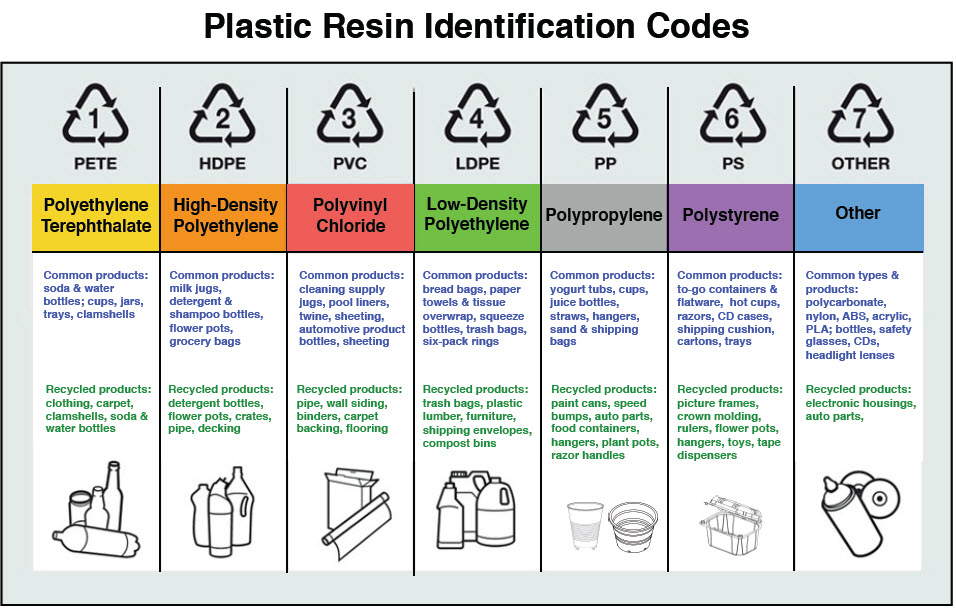 Plastic Resin Identification Codes
1
PETE
Polyethylene
Terephthalate
Common products:
soda & water
bottles; cups, jars,
trays, clamshells
Recycled products:
clothing, carpet,
clamshells, soda &
water bottles
2
HDPE
High-Density
Polyethylene
Common products:
milk jugs,
detergent &
shampoo bottles,
flower pots,
grocery bags
Recycled products:
detergent bottles,
flower pots, crates,
pipe, decking
3
PVC
Polyvinyl
Chloride
Common products:
cleaning supply
jugs, pool liners,
twine, sheeting,
automotive product
bottles, sheeting
Recycled products:
pipe, wall siding,
binders, carpet
backing, flooring
4
LDPE
Low-Density
Polyethylene
Common products:
bread bags, paper
towels & tissue
overwrap, squeeze
bottles, trash bags,
six-pack rings
Recycled products:
trash bags, plastic
lumber, furniture,
shipping envelopes,
compost bins
5
PP
Polypropylene
Common products:
yogurt tubs, cups,
juice bottles,
straws, hangers,
sand & shipping
bags
Recycled products:
paint cans, speed
bumps, auto parts,
food containers,
hangers, plant pots,
razor handles
6
PS
Polystyrene
Common products:
to-go containers &
flatware, hot cups,
razors, CD cases,
shipping cushion,
cartons, trays
Recycled products:
picture frames,
crown molding,
rulers, flower pots,
hangers, toys, tape
dispensers
7
OTHER
Other
Common types &
products:
polycarbonate,
nylon, ABS, acrylic,
PLA; bottles, safety
glasses, CDs,
headlight lenses
Recycled products:
electronic housings,
auto parts,